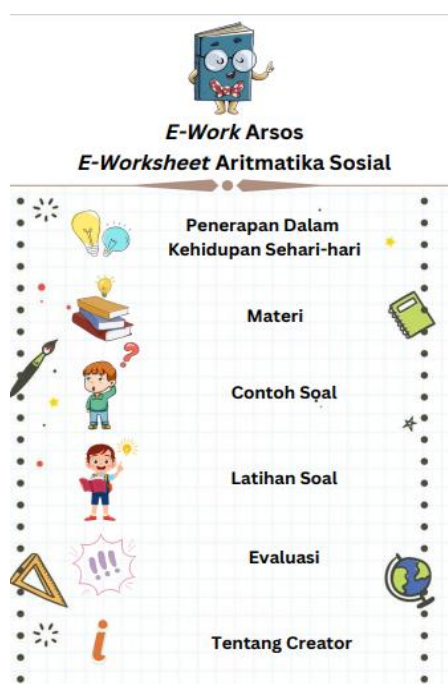 E-Work Arsos
E-Worksheet Aritmatika Sosial
Penerapan Dalam
Kehidupan Sehari-hari
Materi
Contoh Soal
Latihan Soal
Evaluasi
Tentang Creator